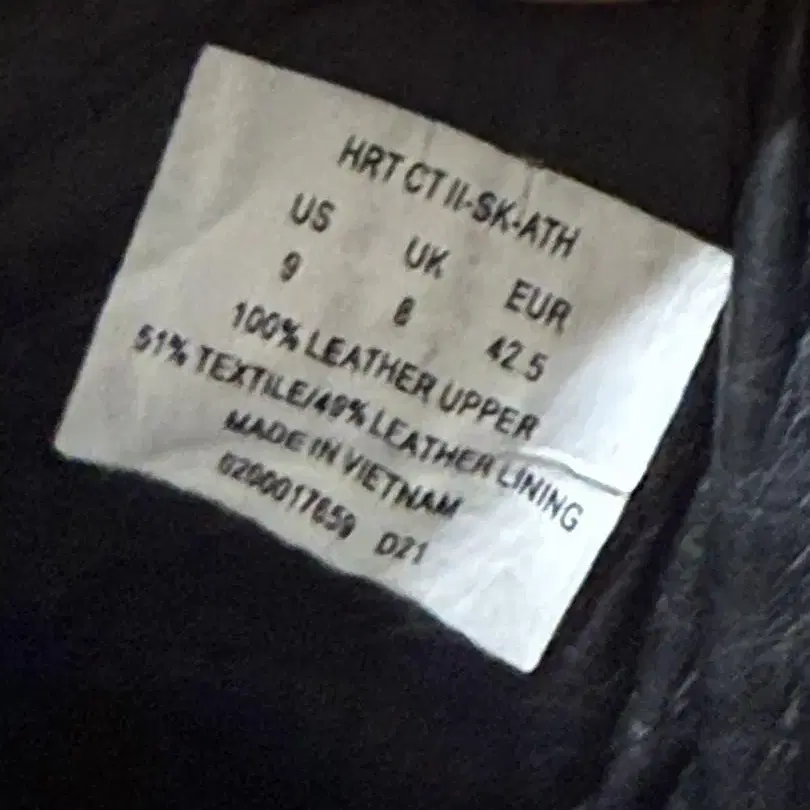 HRT CT II-SK-ATH
US UK EUR
9 8 42.5
100% LEATHER UPPER
51% TEXTILE/49% LEATHER LINING
MADE IN VIETNAM
0200017659 D21